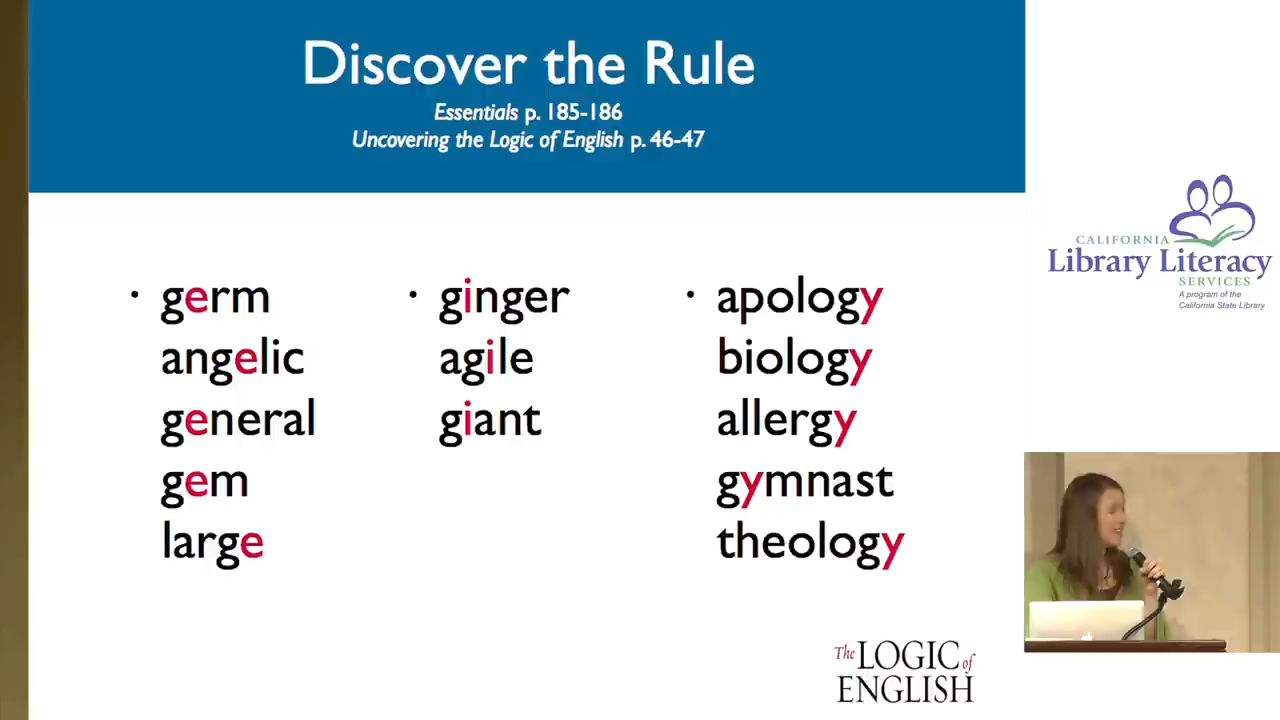 Discover the Rule
Essentials p. 185-186
Uncovering the Logic of English p. 46-47
• germ
angelic
general
gem
large
• ginger
agile
giant
• apology
biology
allergy
gymnast
theology
The LOGIC of
ENGLISH
CALIFORNIA
Library Literacy
SERVICES
A program of the
California State Library